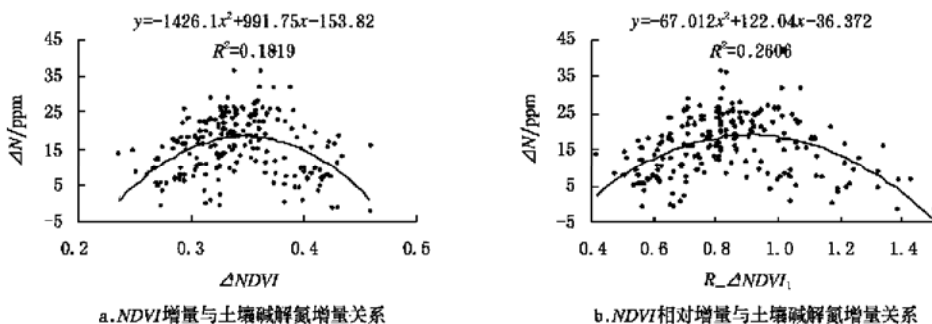 y=-1426.1x²+991.75x-153.82
R²=0.1819
ΔN/ppm
45
35
25
15
5
-5
0.2 0.3 0.4 0.5
ΔNDVI
a.NDVI增量与土壤碱解氮增量关系
y=-67.012x²+122.04x-36.372
R²=0.2606
ΔN/ppm
45
35
25
15
5
-5
0.4 0.6 0.8 1.0 1.2 1.4
R_ΔNDVI₁
b.NDVI相对增量与土壤碱解氮增量关系